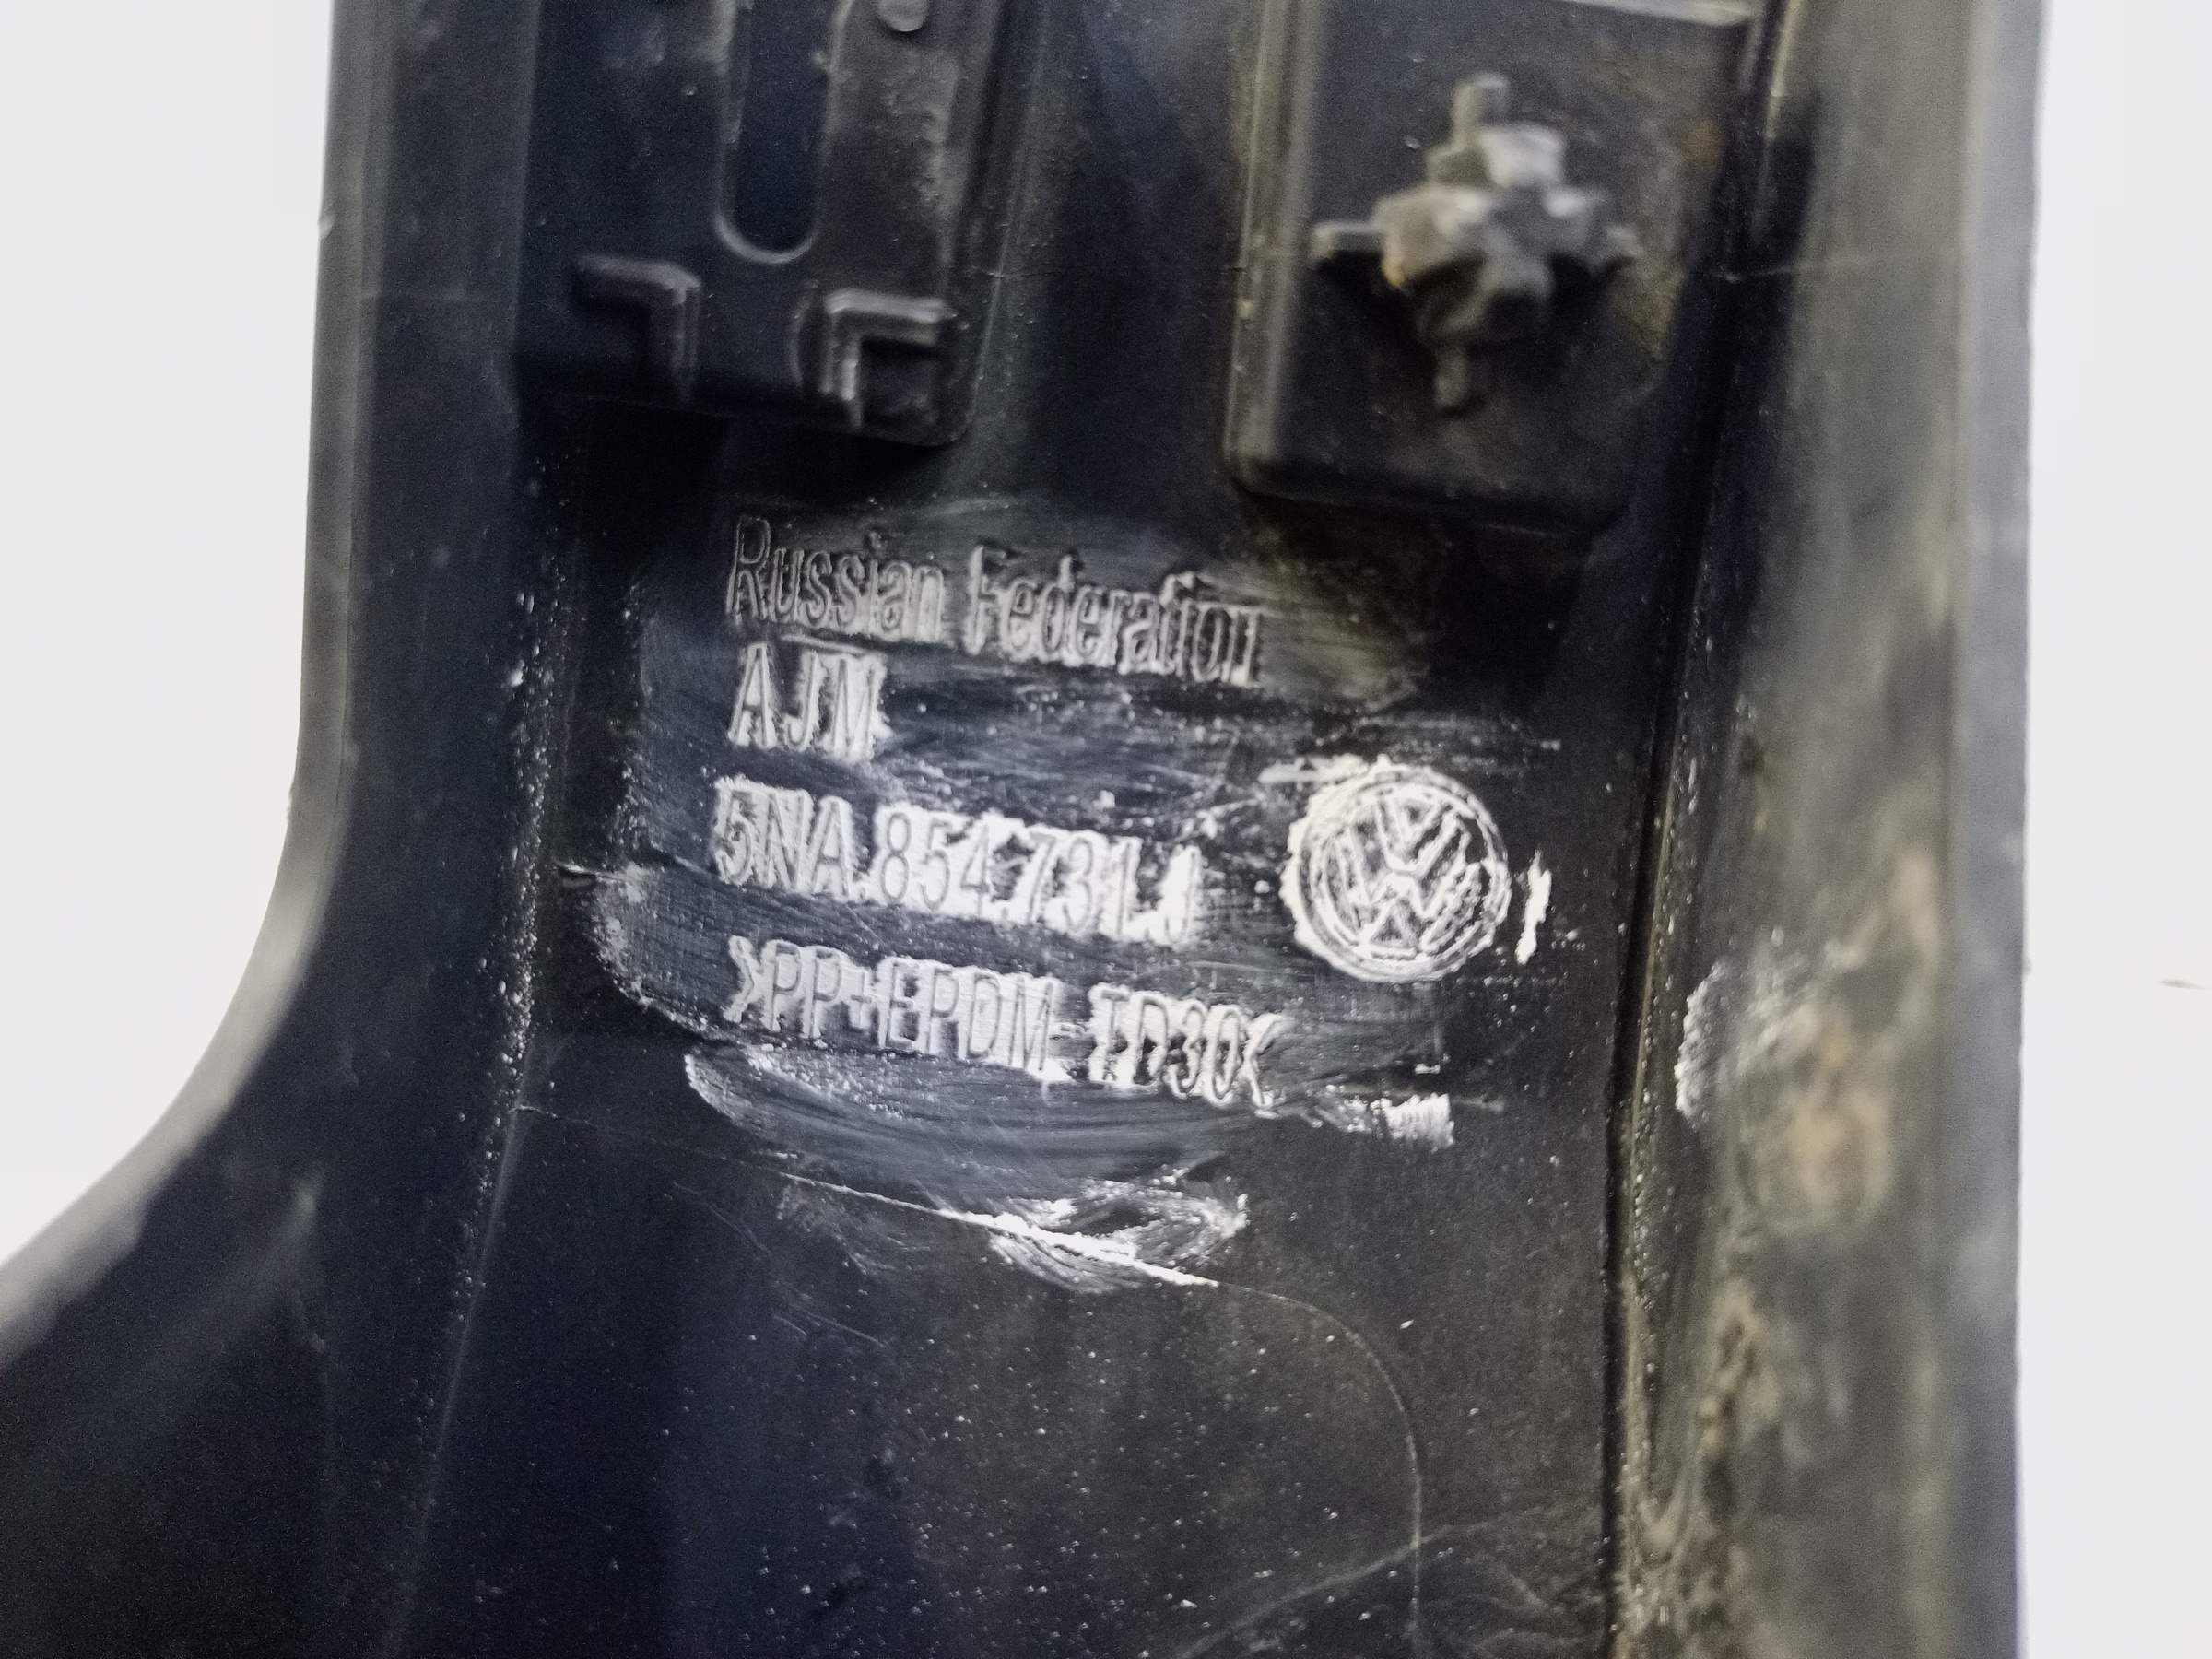 Russian Federation
AJM
5NA.854.731.J
>PP+EPDM-TD30<